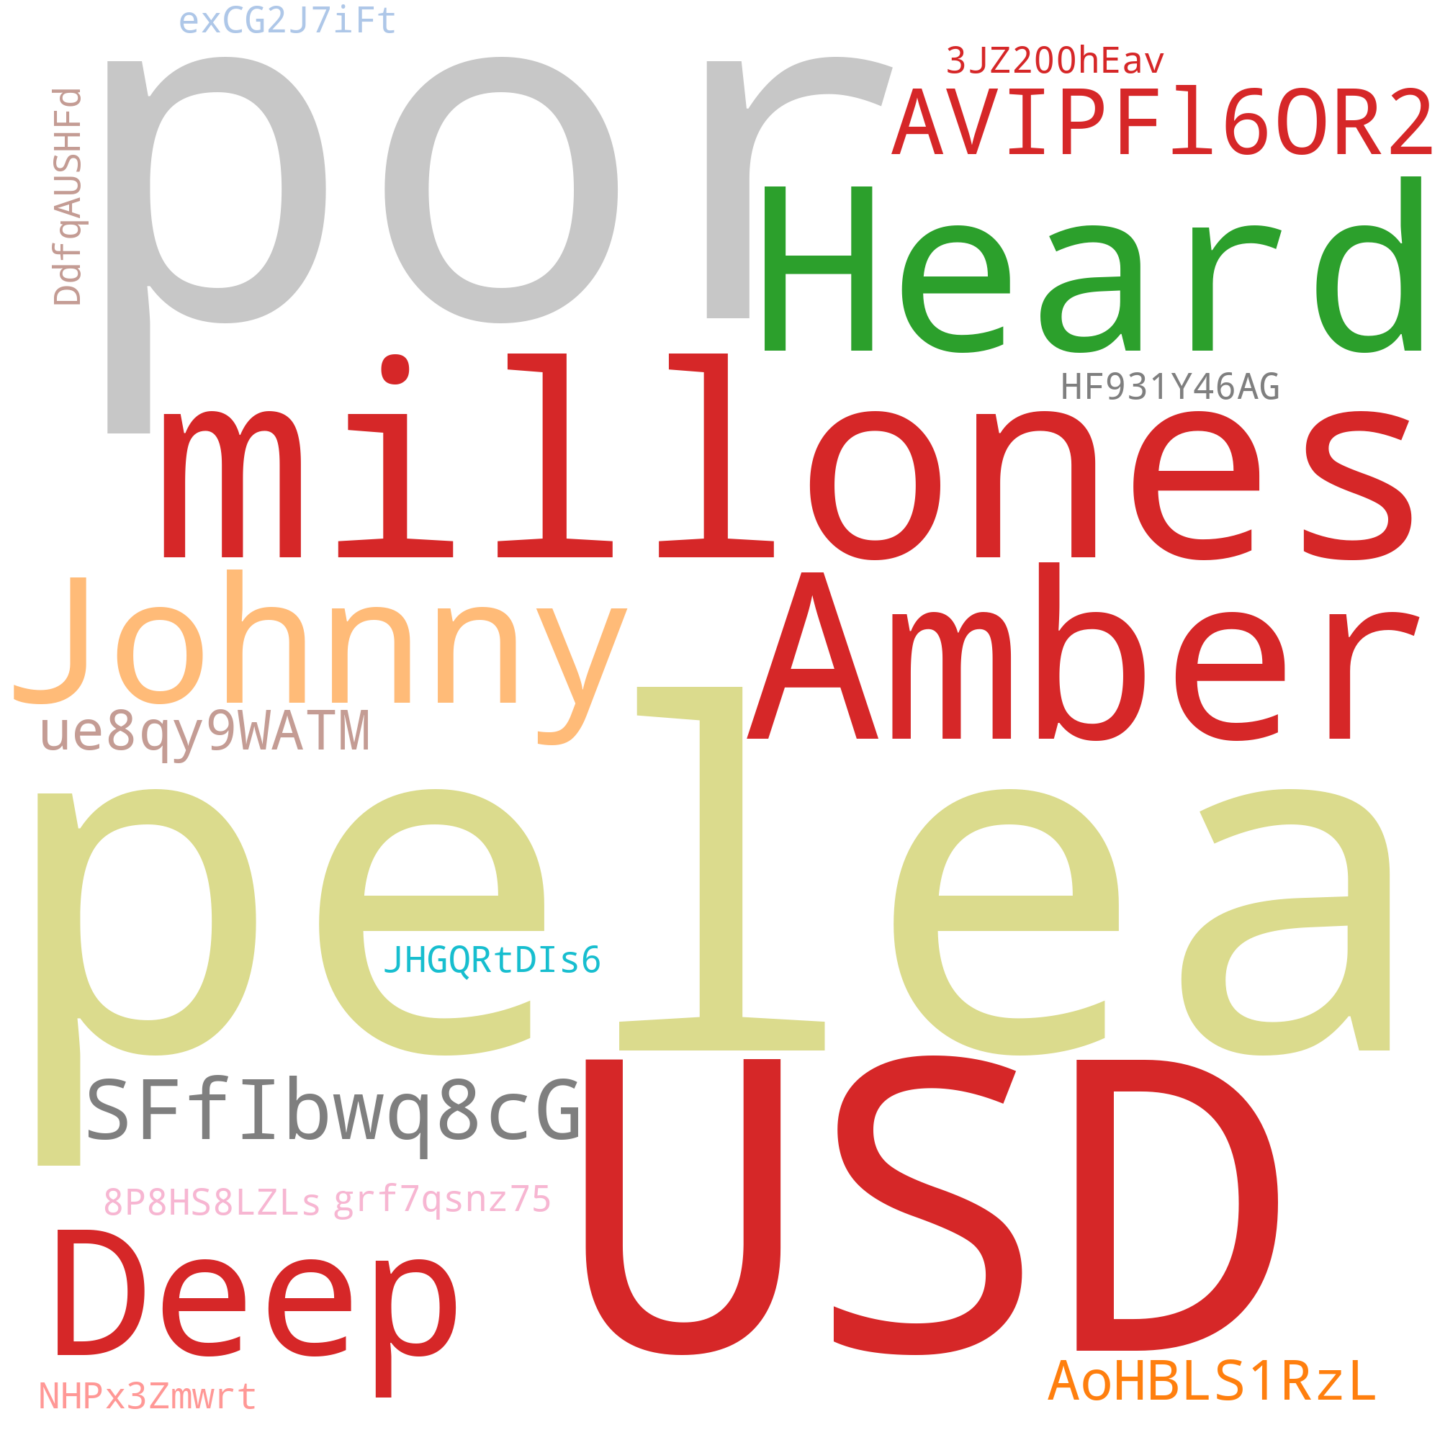 exCG2J7iFt
por
DdfqAUSHFd
3JZ200hEav
AVIPFl6OR2
Heard
HF931Y46AG
millones
Johnny
Amber
ue8qy9WATM
pelea
JHGQRtDIs6
SFfIbwq8cG
USD
8P8HS8LZLs grf7qsnz75
Deep
NHPx3Zmwrt
AoHBLS1RzL